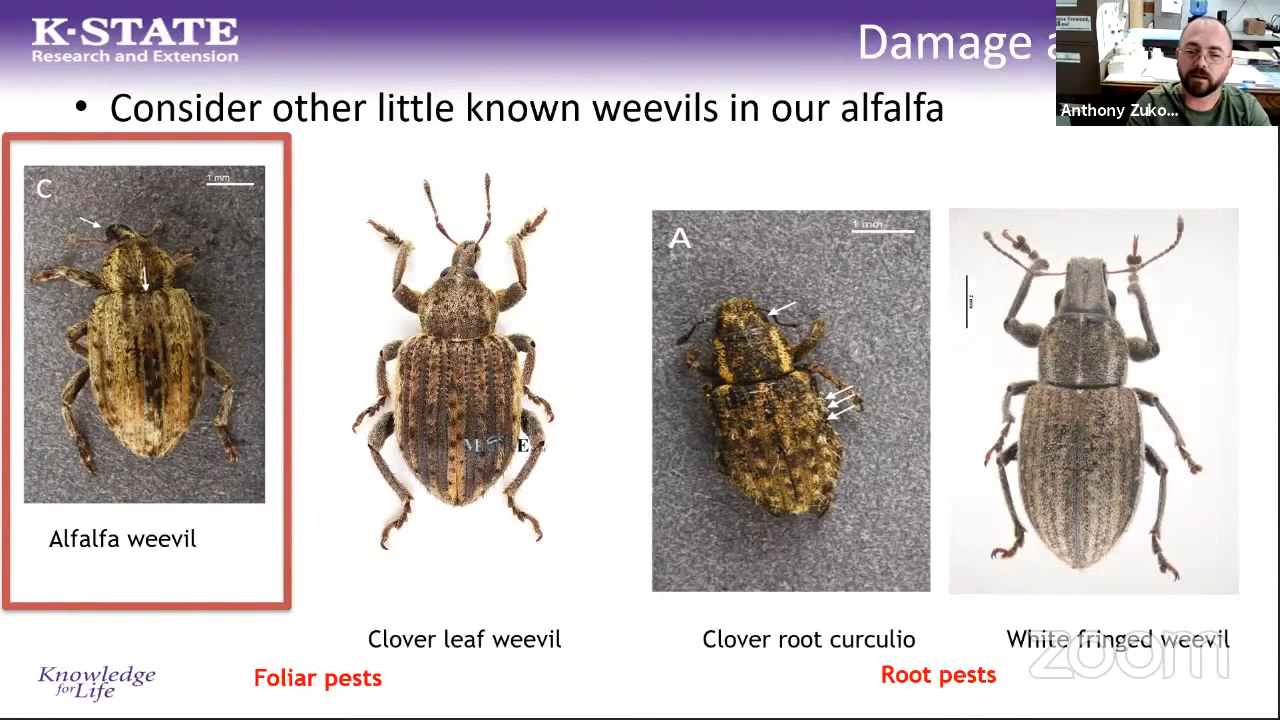 K-STATE
Research and Extension
Damage a
Anthony Zuko...
• Consider other little known weevils in our alfalfa
C
1 mm
A
1 mm
2 mm
Alfalfa weevil
Clover leaf weevil
Clover root curculio
White fringed weevil
zoom
Knowledge
for Life
Foliar pests
Root pests